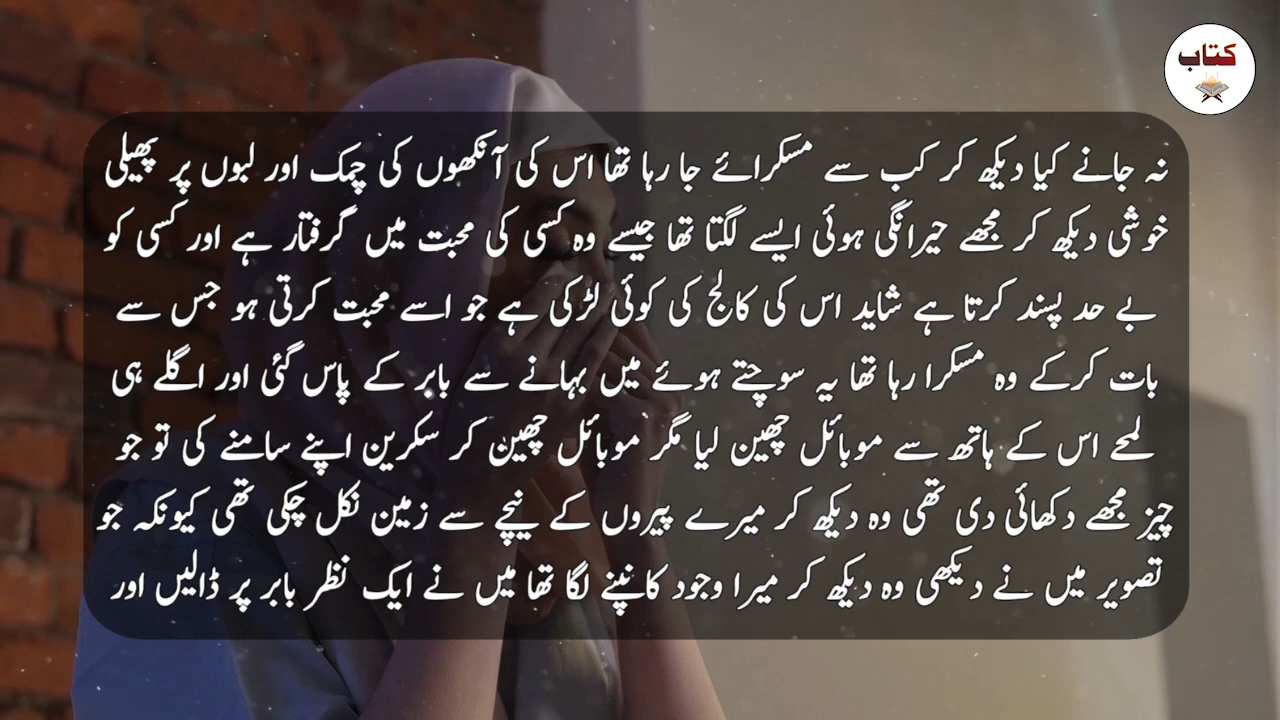 کتاب
نہ جانے کیا دیکھ کر کب سے مسکرائے جا رہا تھا اس کی آنکھوں کی چمک اور لبوں پر پھیلی
خوشی دیکھ کر مجھے حیرانگی ہوئی ایسے لگتا تھا جیسے وہ کسی کی محبت میں گرفتار ہے اور کسی کو
بے حد پسند کرتا ہے شاید اس کی کالج کی کوئی لڑکی ہے جو اسے محبت کرتی ہو جس سے
بات کرکے وہ مسکرا رہا تھا یہ سوچتے ہوئے میں بہانے سے بابر کے پاس گئی اور اگلے ہی
لمحے اس کے ہاتھ سے موبائل چھین لیا مگر موبائل چھین کر سکرین اپنے سامنے کی تو جو
چیز مجھے دکھائی دی تھی وہ دیکھ کر میرے پیروں کے نیچے سے زمین نکل چکی تھی کیونکہ جو
تصویر میں نے دیکھی وہ دیکھ کر میرا وجود کانپنے لگا تھا میں نے ایک نظر بابر پر ڈالیں اور